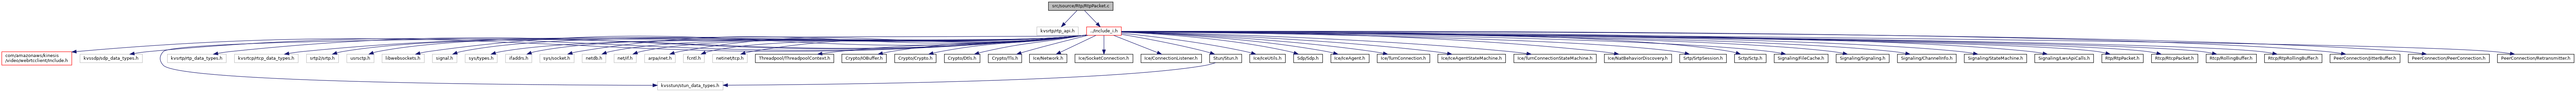 src/source/Rtp/RtpPacket.c
kvsrtp/rtp_api.h
../Include_i.h
com/amazonaws/kinesis
/video/webrtcclient/Include.h
kvssdp/sdp_data_types.h
kvsrtp/rtp_data_types.h
kvsrtcp/rtcp_data_types.h
srtp2/srtp.h
usrsctp.h
libwebsockets.h
signal.h
sys/types.h
ifaddrs.h
sys/socket.h
netdb.h
net/if.h
arpa/inet.h
fcntl.h
netinet/tcp.h
Threadpool/ThreadpoolContext.h
Crypto/IOBuffer.h
Crypto/Crypto.h
Crypto/Dtls.h
Crypto/Tls.h
Ice/Network.h
Ice/SocketConnection.h
Ice/ConnectionListener.h
Stun/Stun.h
Ice/IceUtils.h
Sdp/Sdp.h
Ice/IceAgent.h
Ice/TurnConnection.h
Ice/IceAgentStateMachine.h
Ice/TurnConnectionStateMachine.h
Ice/NatBehaviorDiscovery.h
Srtp/SrtpSession.h
Sctp/Sctp.h
Signaling/FileCache.h
Signaling/Signaling.h
Signaling/ChannelInfo.h
Signaling/StateMachine.h
Signaling/LwsApiCalls.h
Rtp/RtpPacket.h
Rtcp/RtcpPacket.h
Rtcp/RollingBuffer.h
Rtcp/RtpRollingBuffer.h
PeerConnection/JitterBuffer.h
PeerConnection/PeerConnection.h
PeerConnection/Retransmitter.h
kvsstun/stun_data_types.h